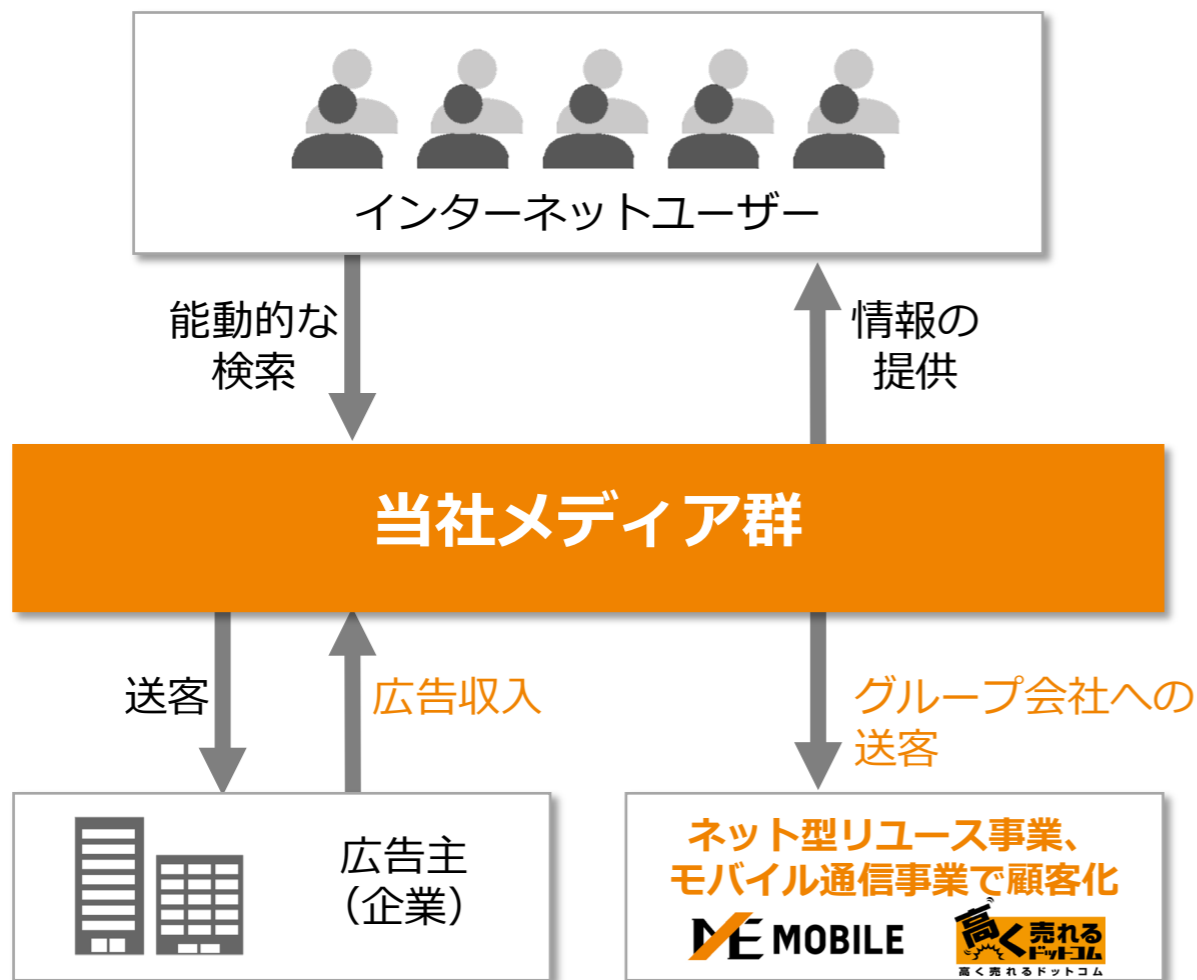 インターネットユーザー
能動的な
検索
情報の
提供
当社メディア群
送客
広告収入
グループ会社への
送客
広告主
（企業）
ネット型リユース事業、
モバイル通信事業で顧客化
ME MOBILE
高く売れる
ドットコム
高く売れるドットコム